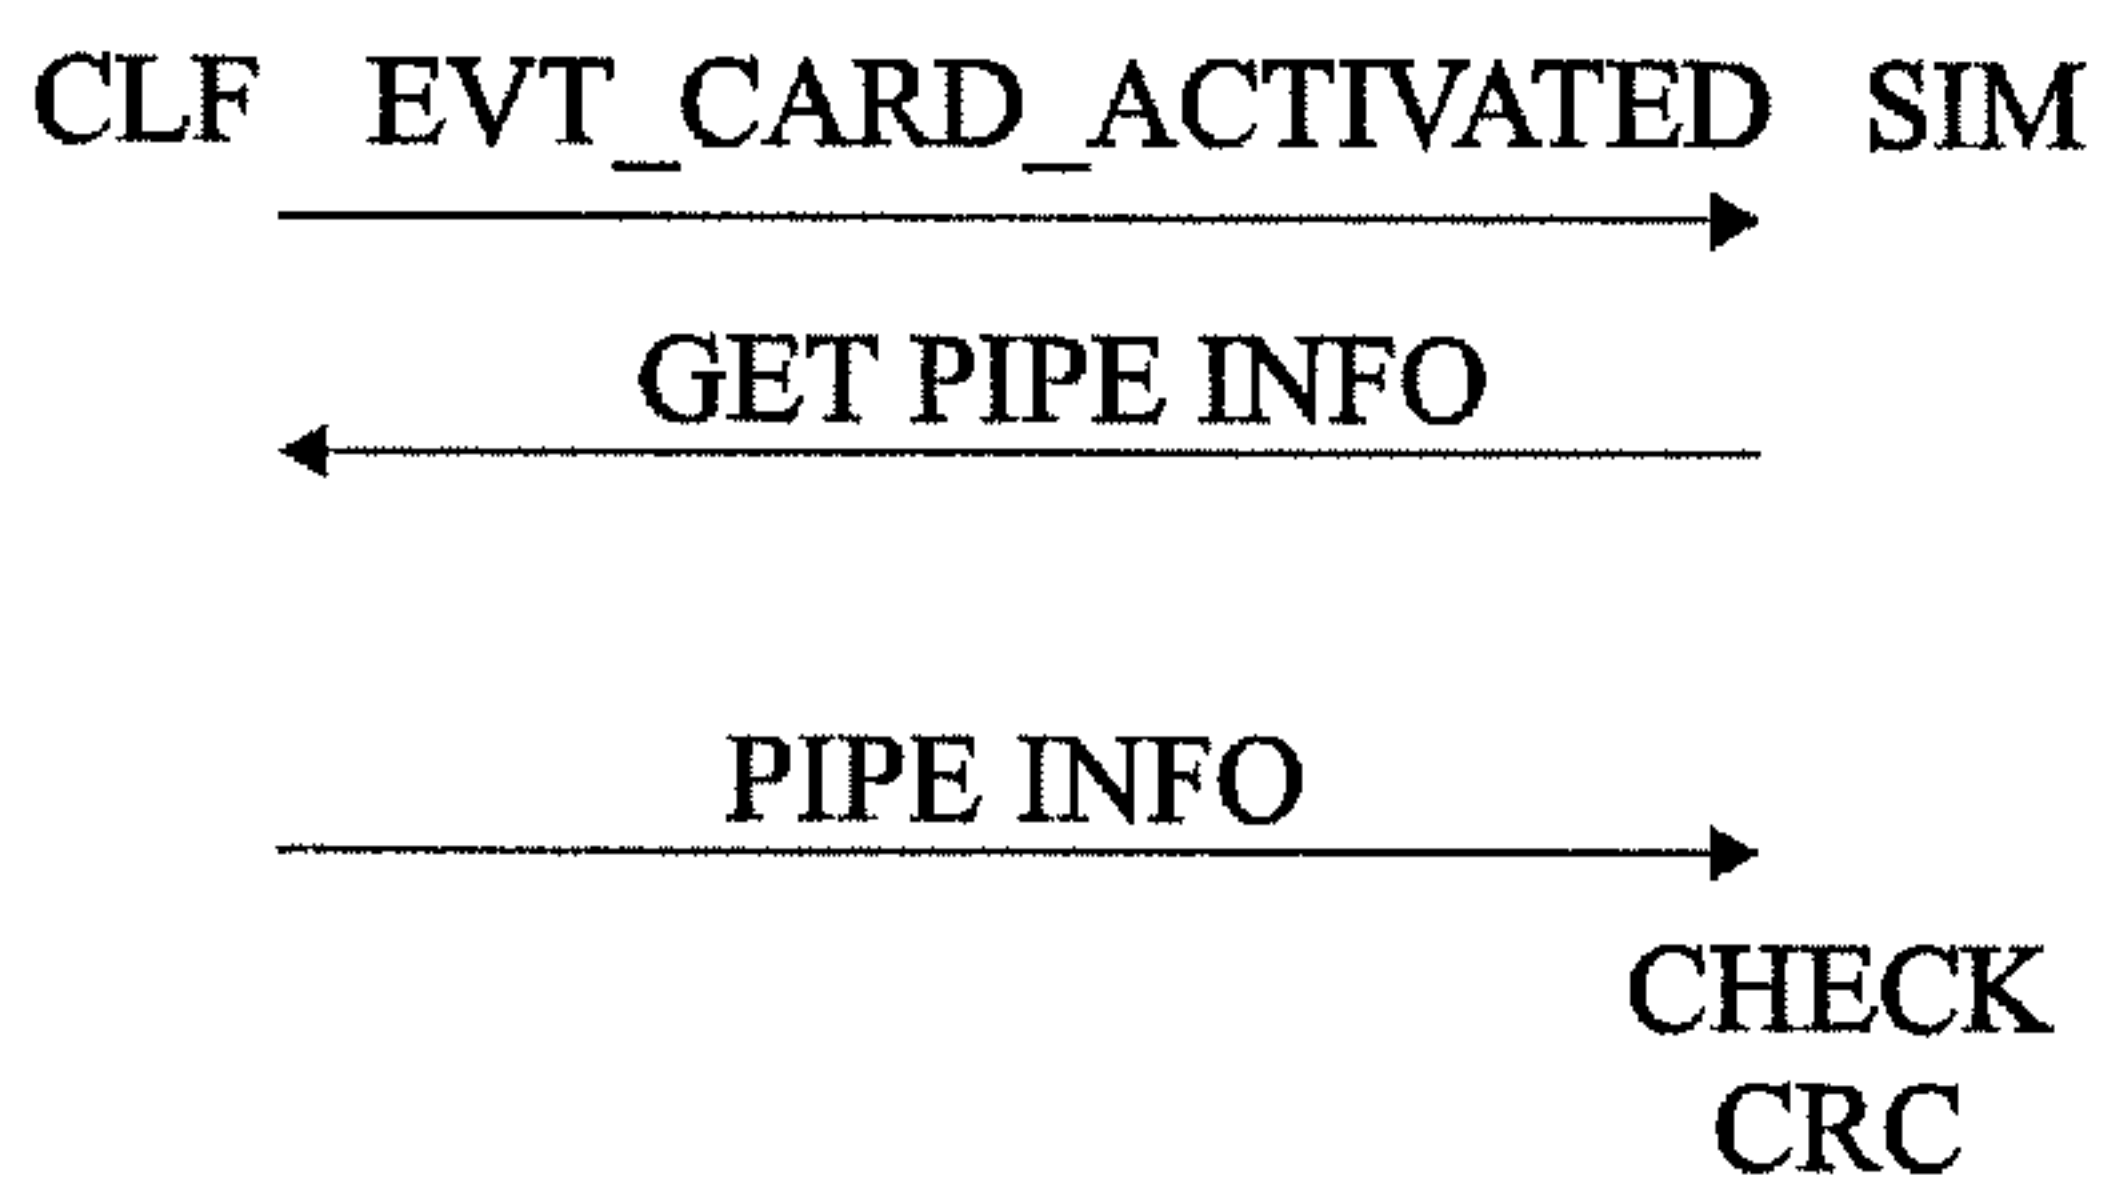 CLF EVT_CARD_ACTIVATED SIM
GET PIPE INFO
PIPE INFO
CHECK
CRC